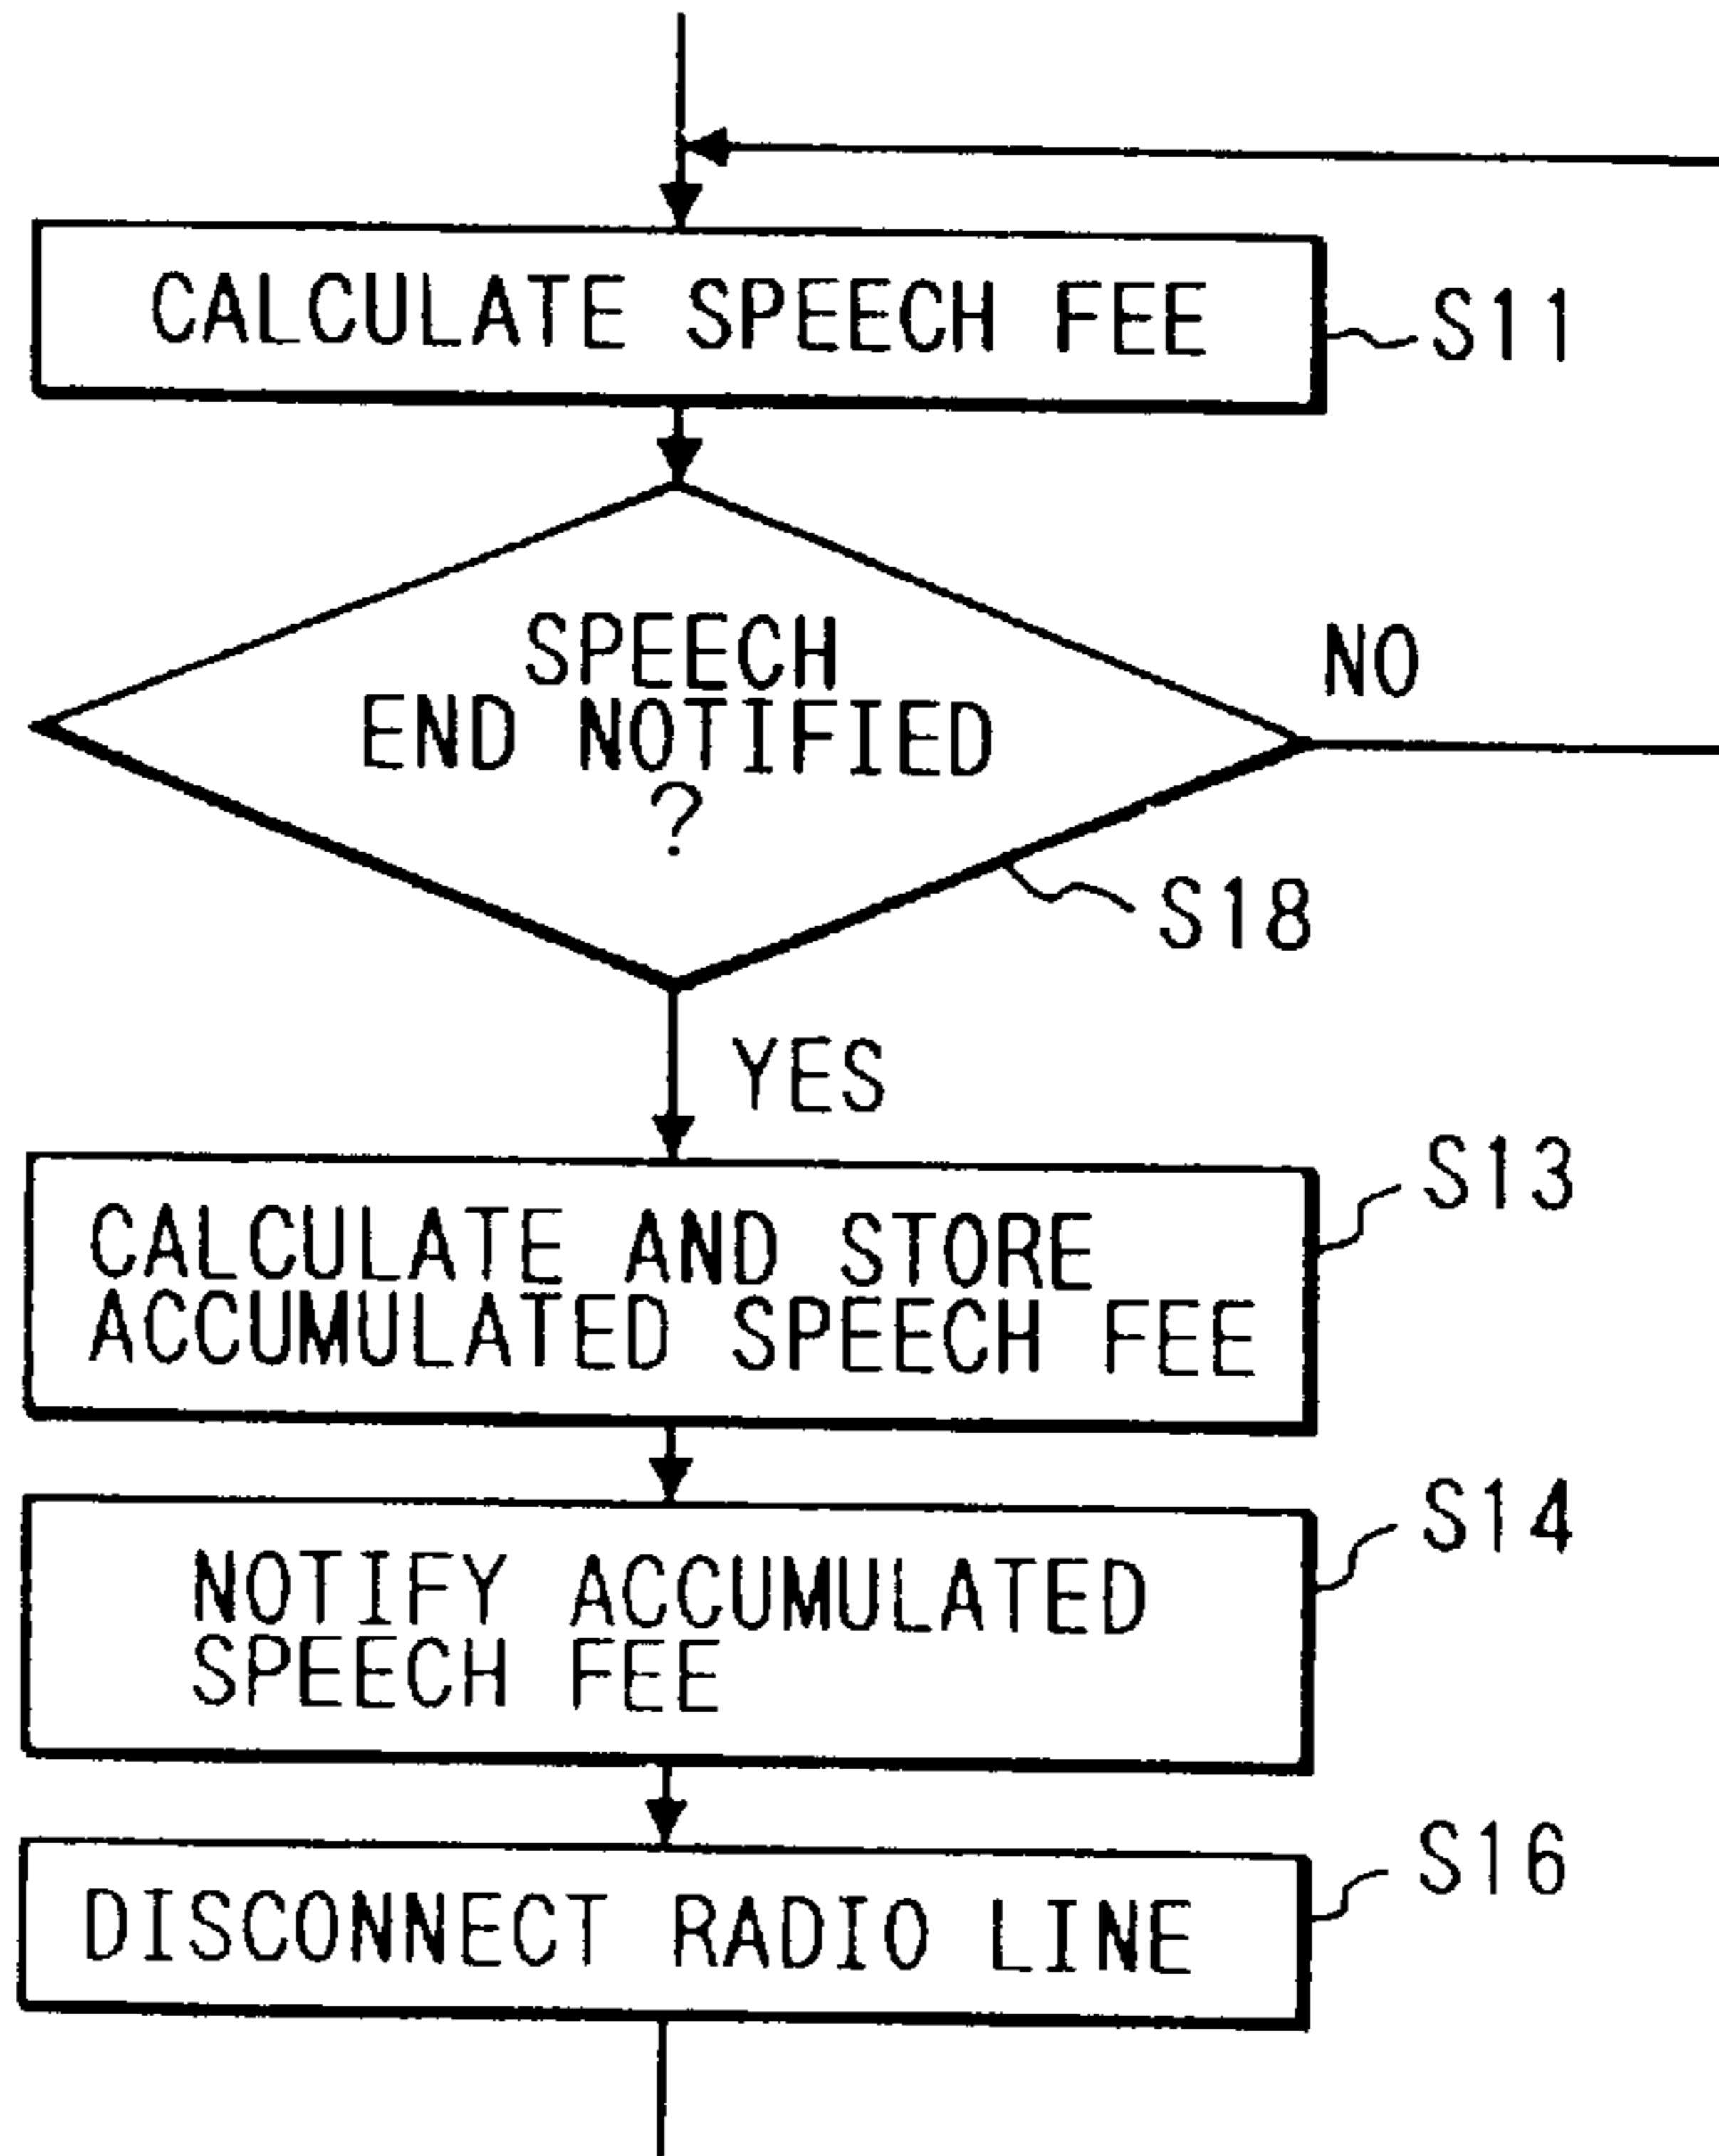 CALCULATE SPEECH FEE
S11
SPEECH
END NOTIFIED
?
NO
S18
YES
S13
CALCULATE AND STORE
ACCUMULATED SPEECH FEE
S14
NOTIFY ACCUMULATED
SPEECH FEE
S16
DISCONNECT RADIO LINE